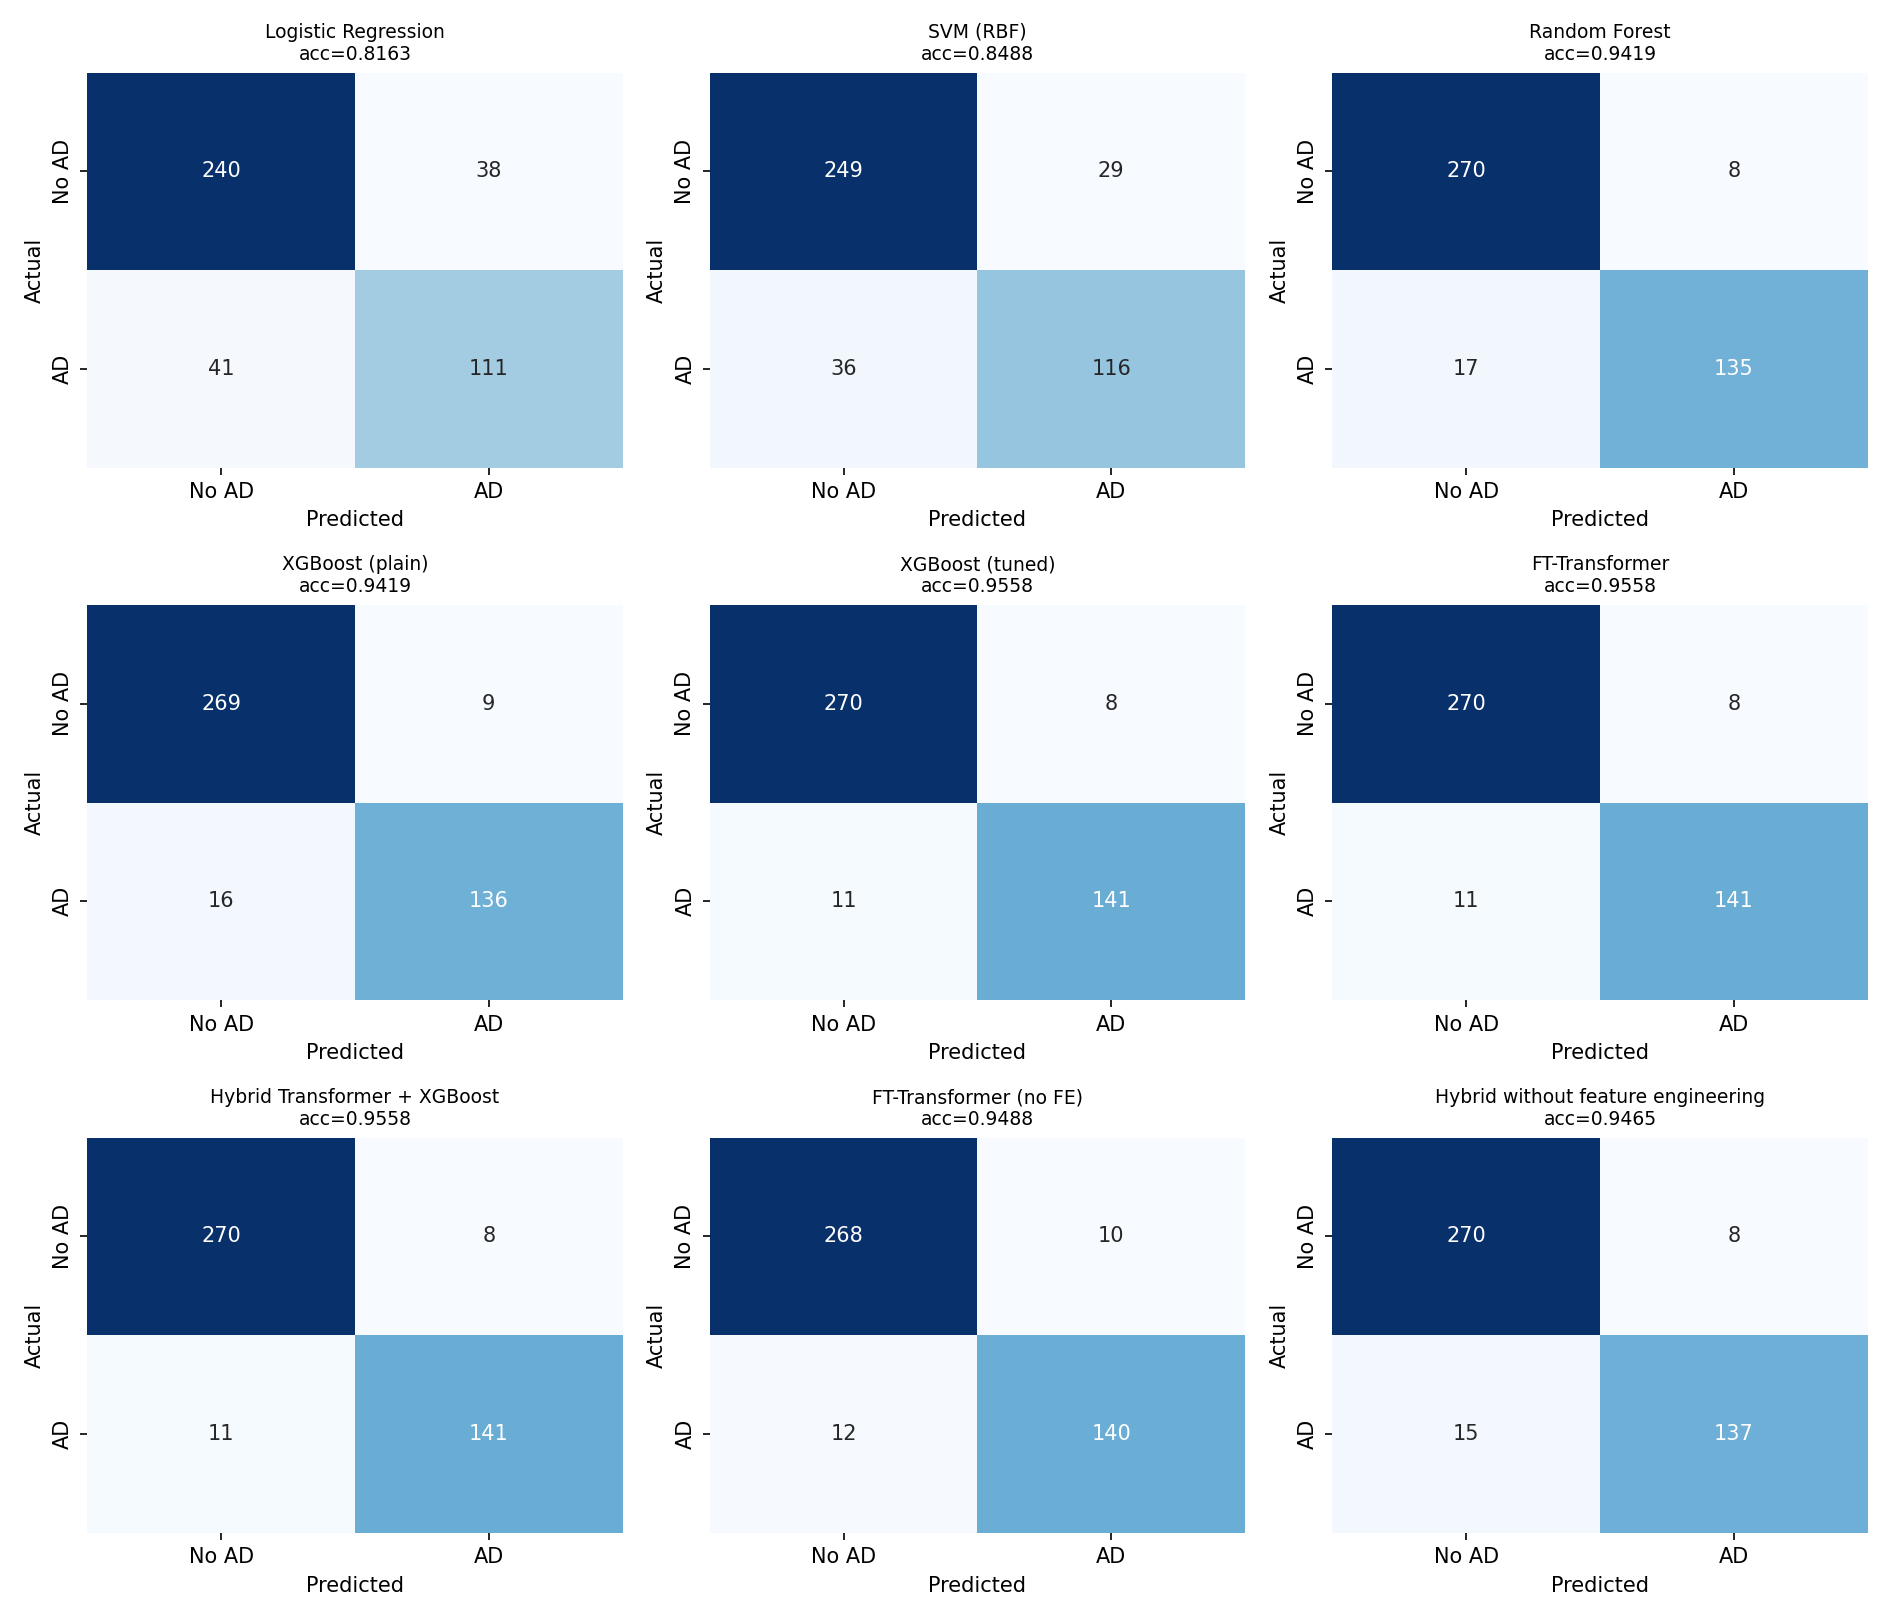 Logistic Regression
acc=0.8163
No AD
240
38
Actual
AD
41
111
No AD
AD
Predicted
SVM (RBF)
acc=0.8488
No AD
249
29
Actual
AD
36
116
No AD
AD
Predicted
Random Forest
acc=0.9419
No AD
270
8
Actual
AD
17
135
No AD
AD
Predicted
XGBoost (plain)
acc=0.9419
No AD
269
9
Actual
AD
16
136
No AD
AD
Predicted
XGBoost (tuned)
acc=0.9558
No AD
270
8
Actual
AD
11
141
No AD
AD
Predicted
FT-Transformer
acc=0.9558
No AD
270
8
Actual
AD
11
141
No AD
AD
Predicted
Hybrid Transformer + XGBoost
acc=0.9558
No AD
270
8
Actual
AD
11
141
No AD
AD
Predicted
FT-Transformer (no FE)
acc=0.9488
No AD
268
10
Actual
AD
12
140
No AD
AD
Predicted
Hybrid without feature engineering
acc=0.9465
No AD
270
8
Actual
AD
15
137
No AD
AD
Predicted